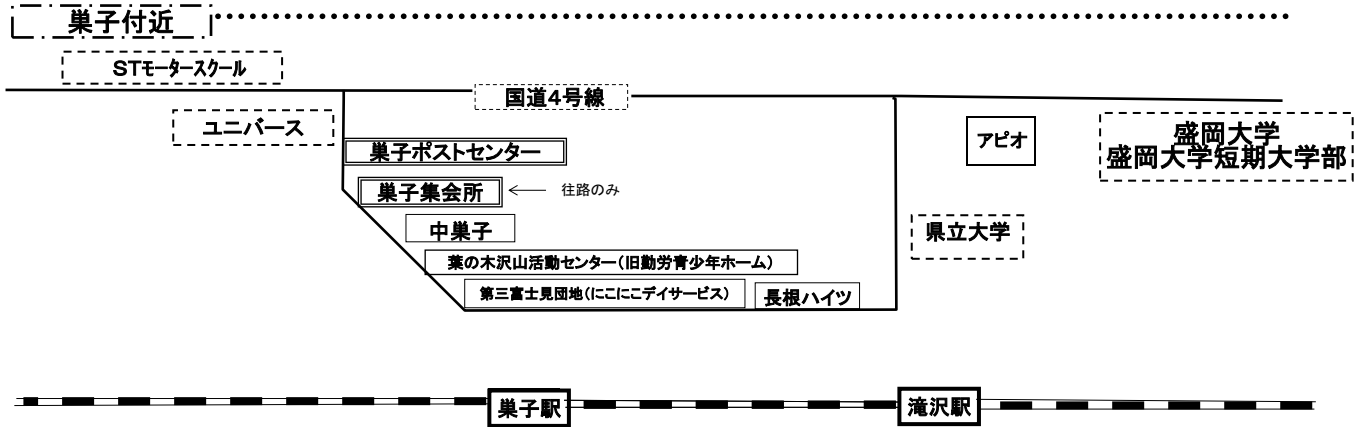 巣子付近
STモータースクール
国道4号線
ユニバース
アピオ
盛岡大学
盛岡大学短期大学部
巣子ポストセンター
巣子集会所
往路のみ
中巣子
県立大学
葉の木沢山活動センター(旧勤労青少年ホーム)
第三富士見団地(にこにこデイサービス)
長根ハイツ
巣子駅
滝沢駅